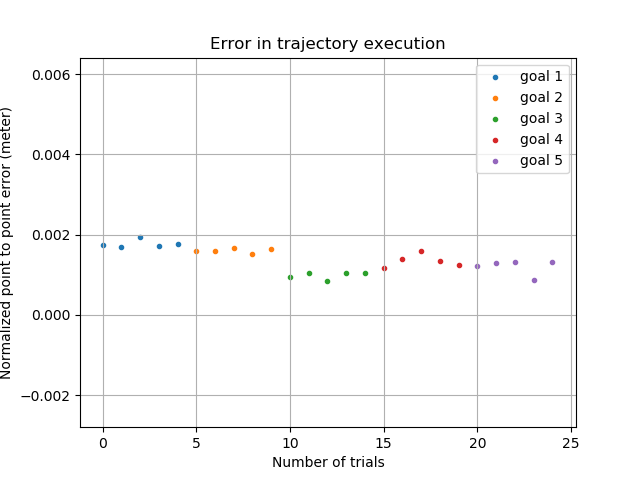 Error in trajectory execution
Normalized point to point error (meter)
0.006
0.004
0.002
0.000
−0.002
0
5
10
15
20
25
Number of trials
goal 1
goal 2
goal 3
goal 4
goal 5